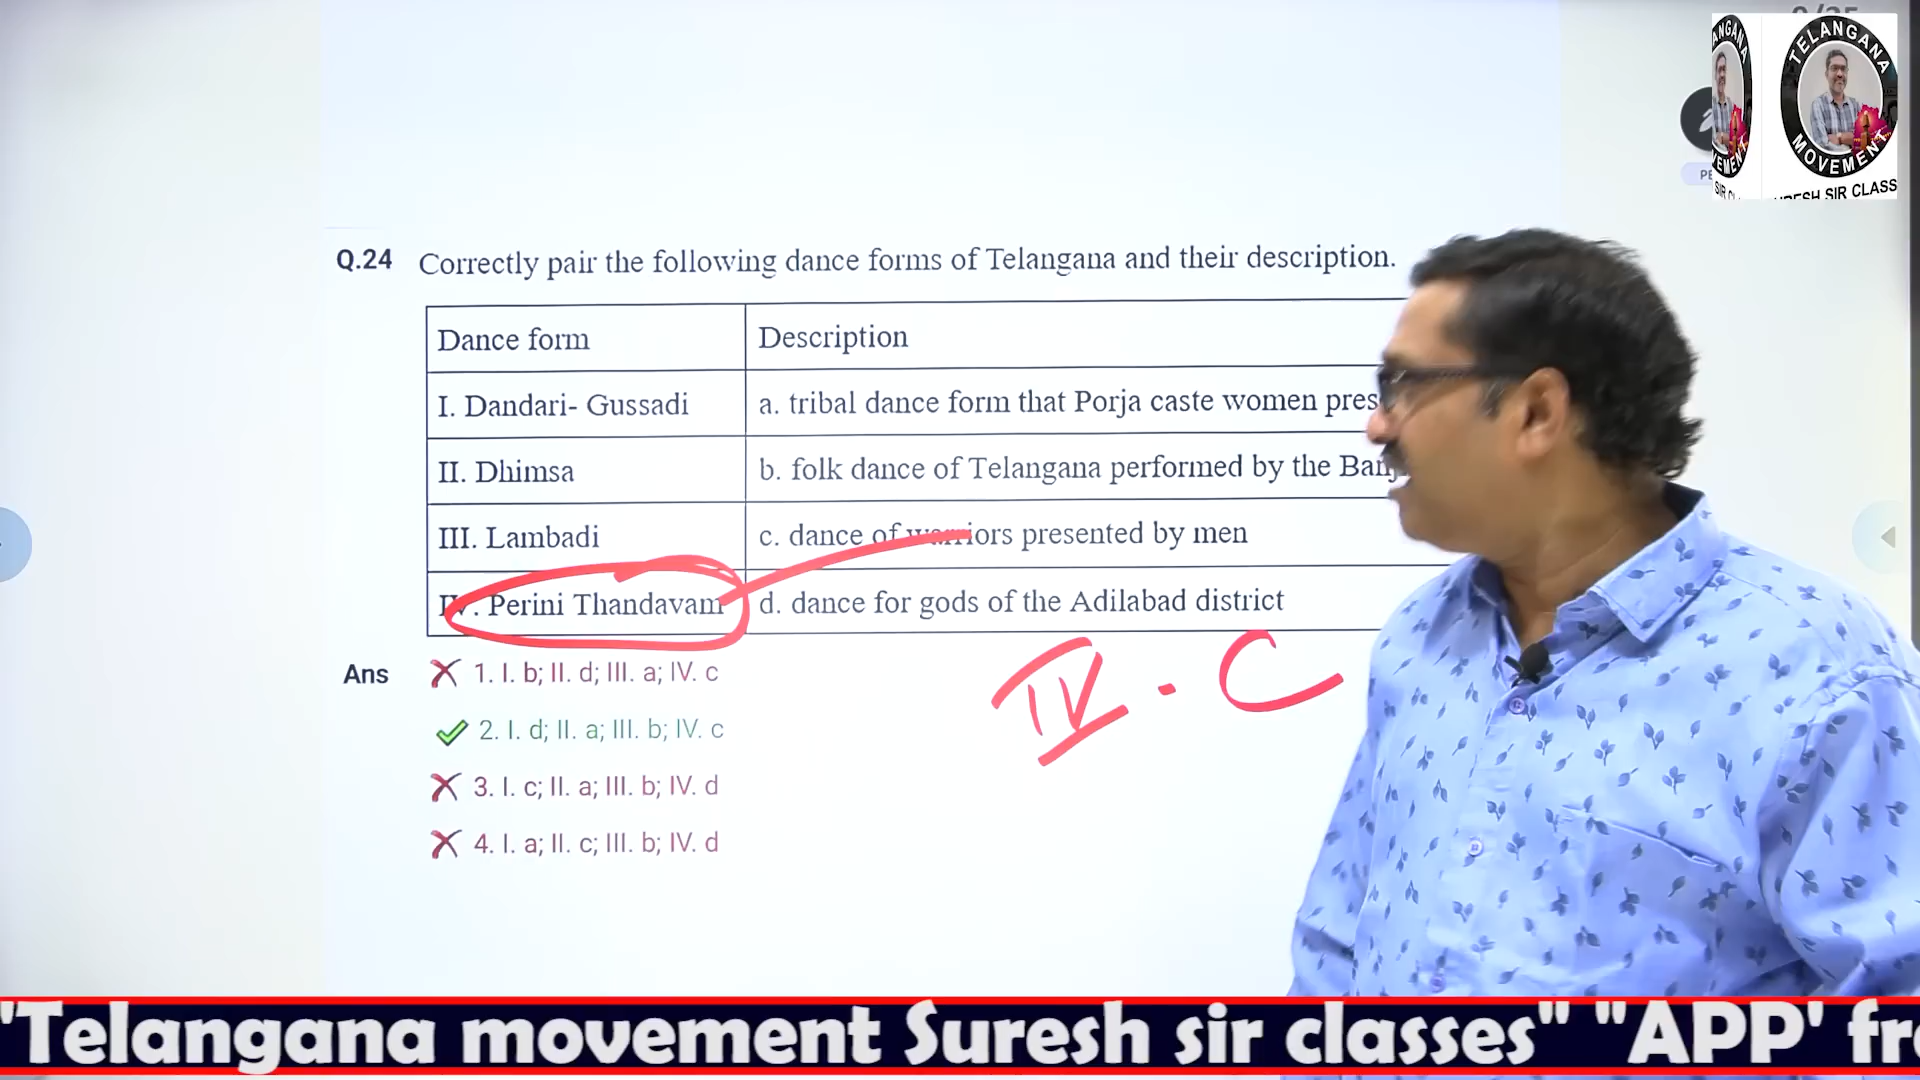 TELANGANA
MOVEMENT
SIR CLASS
Q.24 Correctly pair the following dance forms of Telangana and their description.
Dance form Description
I. Dandari- Gussadi a. tribal dance form that Porja caste women pres
II. Dhimsa b. folk dance of Telangana performed by the Banj
III. Lambadi c. dance of warriors presented by men
IV. Perini Thandavam d. dance for gods of the Adilabad district
IV. C
Ans 1. I. b; II. d; III. a; IV. c
2. I. d; II. a; III. b; IV. c
3. I. c; II. a; III. b; IV. d
4. I. a; II. c; III. b; IV. d
"Telangana movement Suresh sir classes" "APP' fr